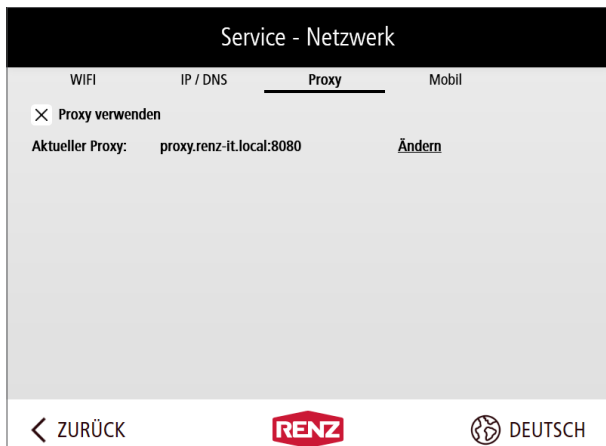 Service - Netzwerk
WIFI IP / DNS Proxy Mobil
Proxy verwenden
Aktueller Proxy: proxy.renz-it.local:8080 Ändern
ZURÜCK RENZ DEUTSCH